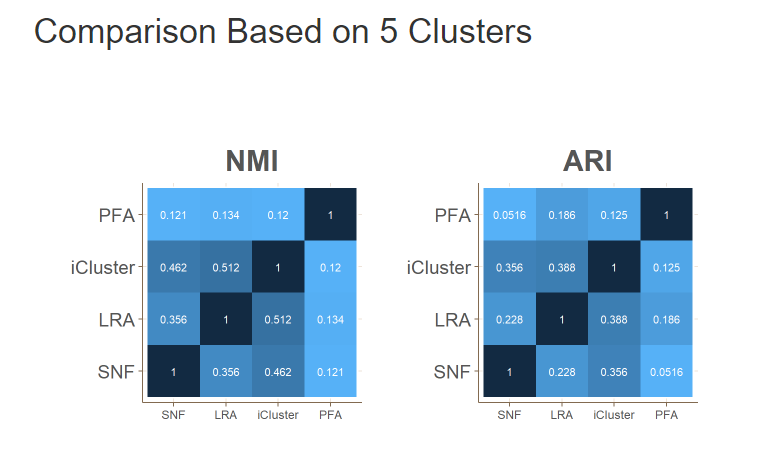 Comparison Based on 5 Clusters
NMI
PFA 0.121 0.134 0.12 1
iCluster 0.462 0.512 1 0.12
LRA 0.356 1 0.512 0.134
SNF 1 0.356 0.462 0.121
SNF LRA iCluster PFA
ARI
PFA 0.0516 0.186 0.125 1
iCluster 0.356 0.388 1 0.125
LRA 0.228 1 0.388 0.186
SNF 1 0.228 0.356 0.0516
SNF LRA iCluster PFA